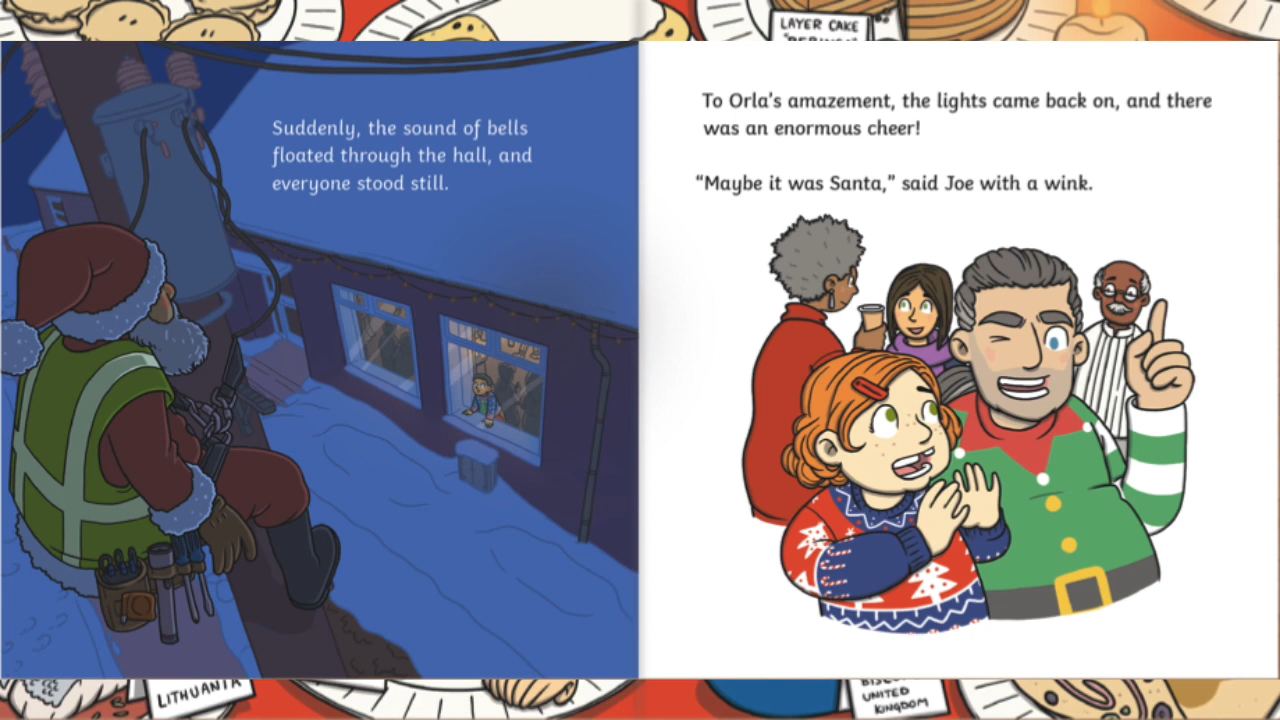 LAYER CAKE
Suddenly, the sound of bells
floated through the hall, and
everyone stood still.
To Orla's amazement, the lights came back on, and there
was an enormous cheer!
“Maybe it was Santa,” said Joe with a wink.
LITHUANIA
UNITED
KINGDOM